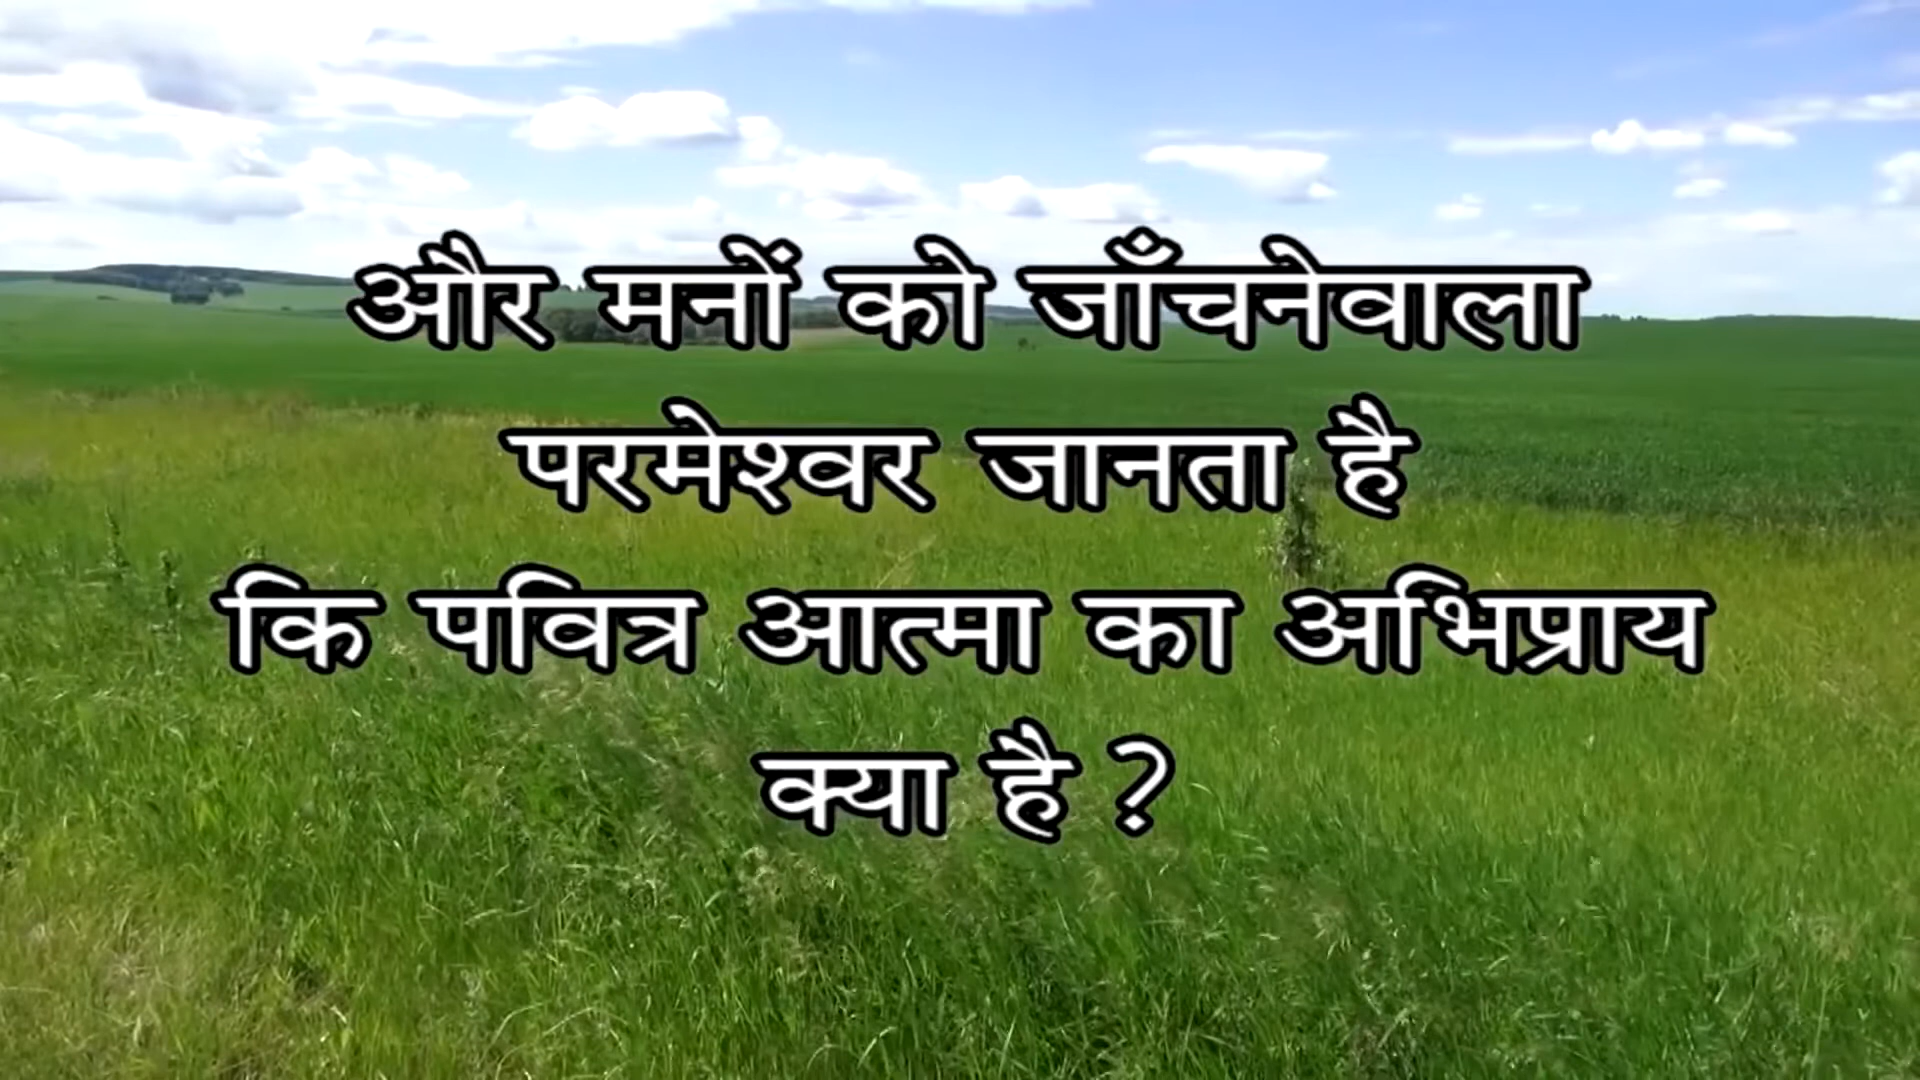 और मनों को जाँचनेवाला
परमेश्वर जानता है
कि पवित्र आत्मा का अभिप्राय
क्या है ?